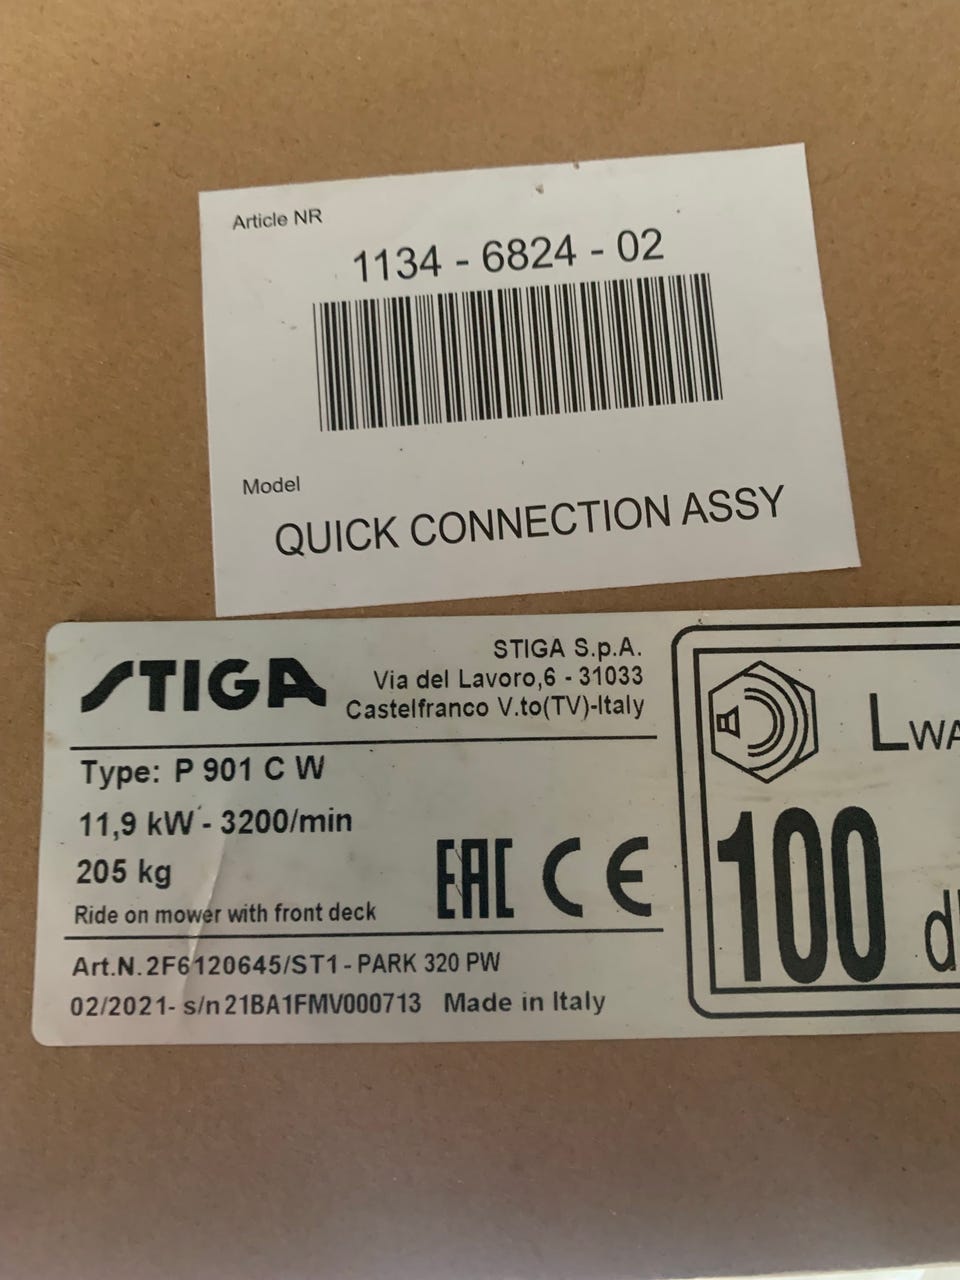 Article NR
1134 - 6824 - 02
Model
QUICK CONNECTION ASSY
STIGA
STIGA S.p.A.
Via del Lavoro,6 - 31033
Castelfranco V.to(TV)-Italy
Type: P 901 C W
11,9 kW - 3200/min
205 kg
Ride on mower with front deck
EAC CE
Art.N.2F6120645/ST1 - PARK 320 PW
02/2021- s/n21BA1FMV000713 Made in Italy
LWA
100